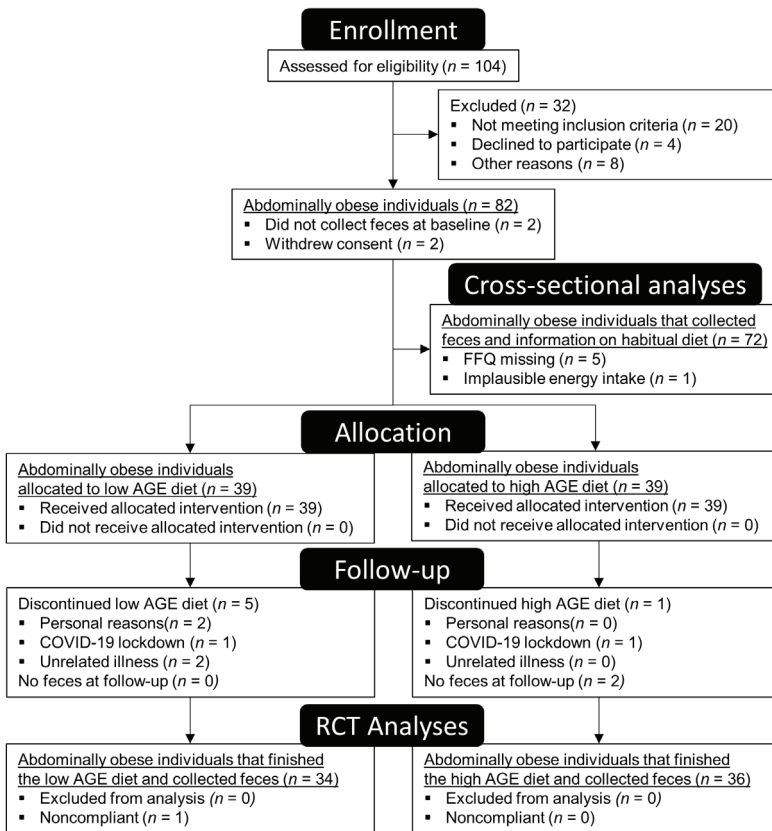 Enrollment
Assessed for eligibility (n = 104)
Excluded (n = 32)
▪ Not meeting inclusion criteria (n = 20)
▪ Declined to participate (n = 4)
▪ Other reasons (n = 8)
Abdominally obese individuals (n = 82)
▪ Did not collect feces at baseline (n = 2)
▪ Withdrew consent (n = 2)
Cross-sectional analyses
Abdominally obese individuals that collected
feces and information on habitual diet (n = 72)
▪ FFQ missing (n = 5)
▪ Implausible energy intake (n = 1)
Allocation
Abdominally obese individuals
allocated to low AGE diet (n = 39)
▪ Received allocated intervention (n = 39)
▪ Did not receive allocated intervention (n = 0)
Abdominally obese individuals
allocated to high AGE diet (n = 39)
▪ Received allocated intervention (n = 39)
▪ Did not receive allocated intervention (n = 0)
Follow-up
Discontinued low AGE diet (n = 5)
▪ Personal reasons(n = 2)
▪ COVID-19 lockdown (n = 1)
▪ Unrelated illness (n = 2)
No feces at follow-up (n = 0)
Discontinued high AGE diet (n = 1)
▪ Personal reasons(n = 0)
▪ COVID-19 lockdown (n = 1)
▪ Unrelated illness (n = 0)
No feces at follow-up (n = 2)
RCT Analyses
Abdominally obese individuals that finished
the low AGE diet and collected feces (n = 34)
▪ Excluded from analysis (n = 0)
▪ Noncompliant (n = 1)
Abdominally obese individuals that finished
the high AGE diet and collected feces (n = 36)
▪ Excluded from analysis (n = 0)
▪ Noncompliant (n = 0)